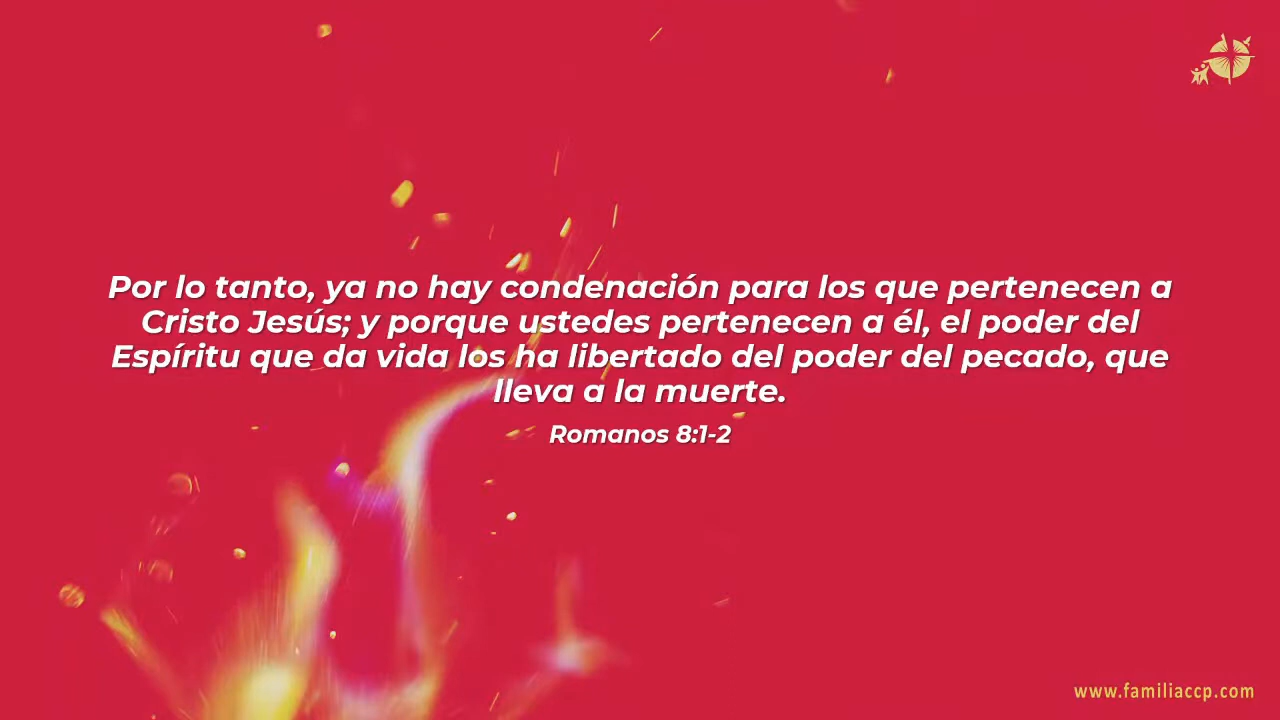 Por lo tanto, ya no hay condenación para los que pertenecen a
Cristo Jesús; y porque ustedes pertenecen a él, el poder del
Espíritu que da vida los ha libertado del poder del pecado, que
lleva a la muerte.
Romanos 8:1-2
www.familiaccp.com